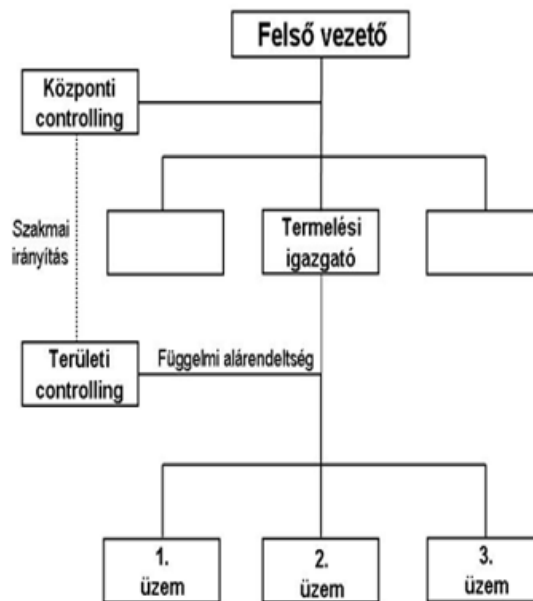 Felső vezető
Központi
controlling
Szakmai
irányítás
Termelési
igazgató
Területi
controlling
Függelmi alárendeltség
1.
üzem
2.
üzem
3.
üzem